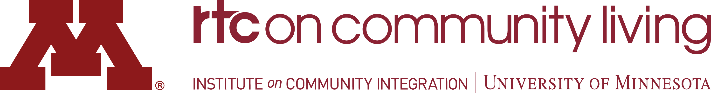 M®
rtc on community living
INSTITUTE on COMMUNITY INTEGRATION | UNIVERSITY OF MINNESOTA